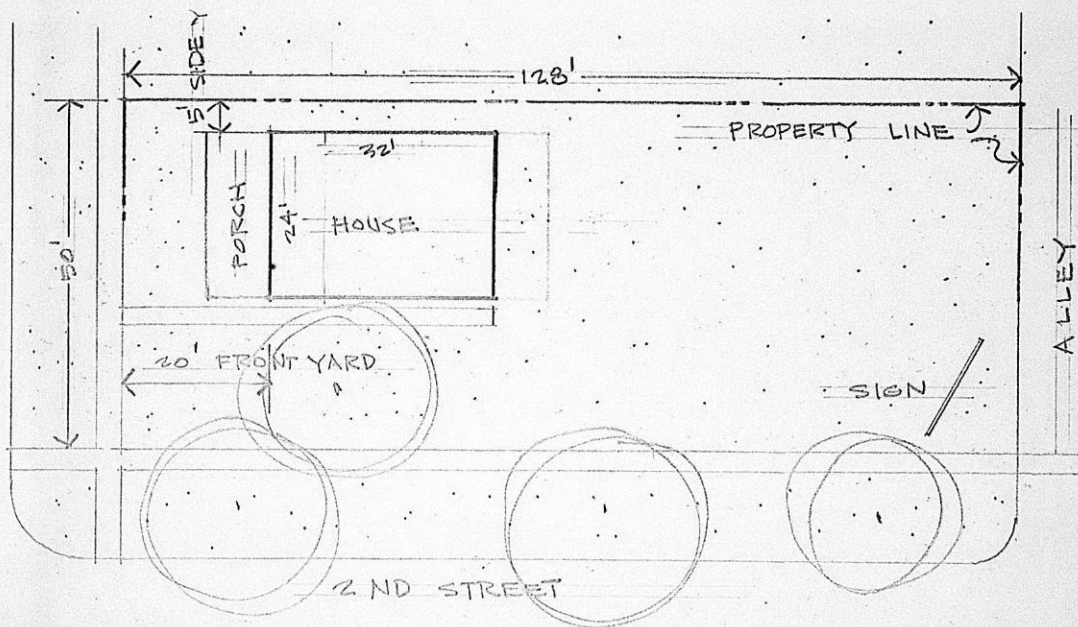 128'
5' SIDE Y
PROPERTY LINE
32'
PORCH
24'
HOUSE
50'
ALLEY
20' FRONT YARD
SIGN
2ND STREET